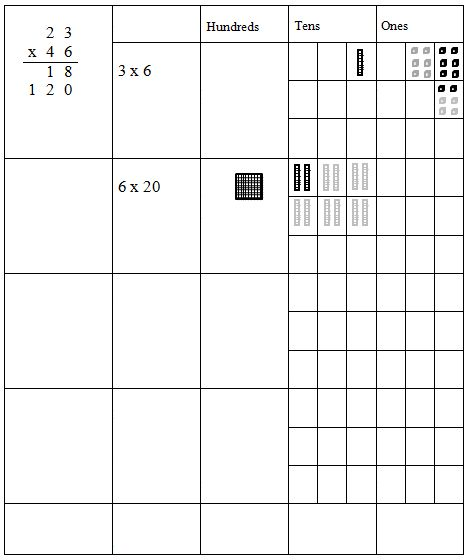 Hundreds Tens Ones
2 3
x 4 6
1 8
1 2 0
3 x 6
6 x 20